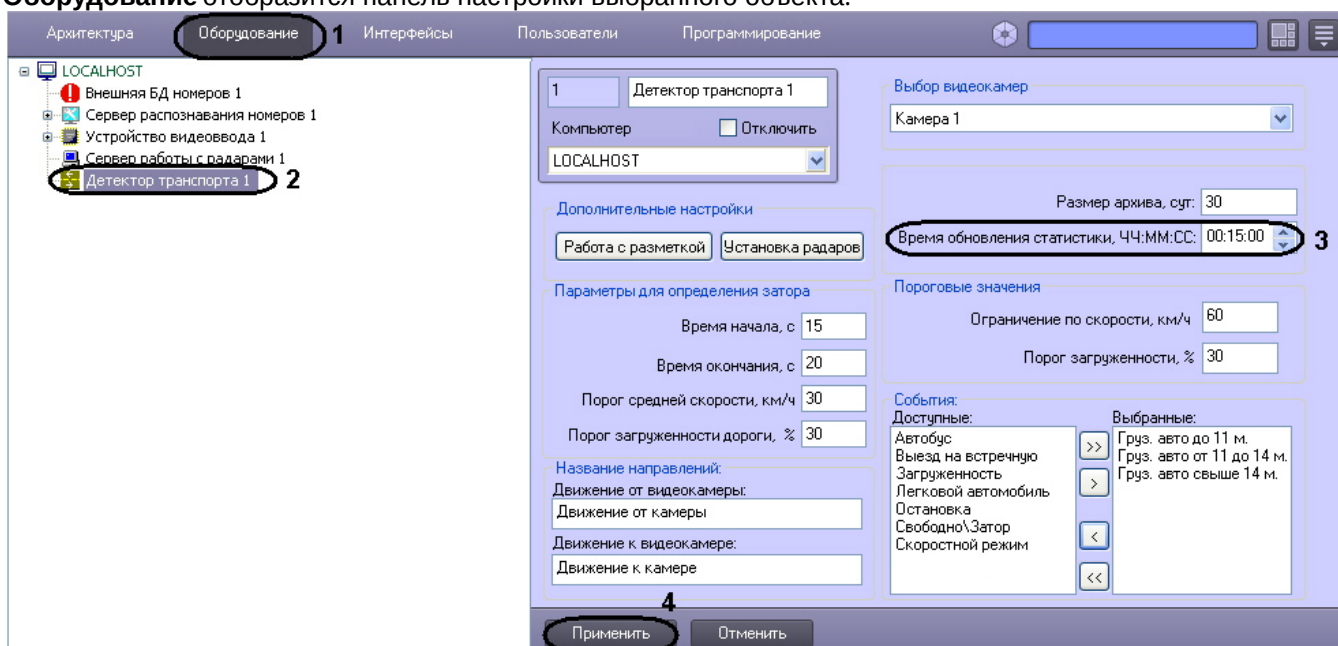 Оборудование отобразится панель настройки выбранного объекта.
Архитектура Оборудование 1 Интерфейсы Пользователи Программирование
LOCALHOST
Внешняя БД номеров 1
Сервер распознавания номеров 1
Устройство видеоввода 1
Сервер работы с радарами 1
Детектор транспорта 1 2
1 Детектор транспорта 1
Компьютер Отключить
LOCALHOST
Дополнительные настройки
Работа с разметкой Установка радаров
Параметры для определения затора
Время начала, с 15
Время окончания, с 20
Порог средней скорости, км/ч 30
Порог загруженности дороги, % 30
Название направлений:
Движение от видеокамеры:
Движение от камеры
Движение к видеокамере:
Движение к камере
Выбор видеокамер
Камера 1
Размер архива, сут: 30
Время обновления статистики, ЧЧ:ММ:СС: 00:15:00 3
Пороговые значения
Ограничение по скорости, км/ч 60
Порог загруженности, % 30
События:
Доступные: Выбранные:
Автобус
Выезд на встречную
Загруженность
Легковой автомобиль
Остановка
Свободно\Затор
Скоростной режим
>>
>
<
<<
Груз. авто до 11 м.
Груз. авто от 11 до 14 м.
Груз. авто свыше 14 м.
4
Применить Отменить